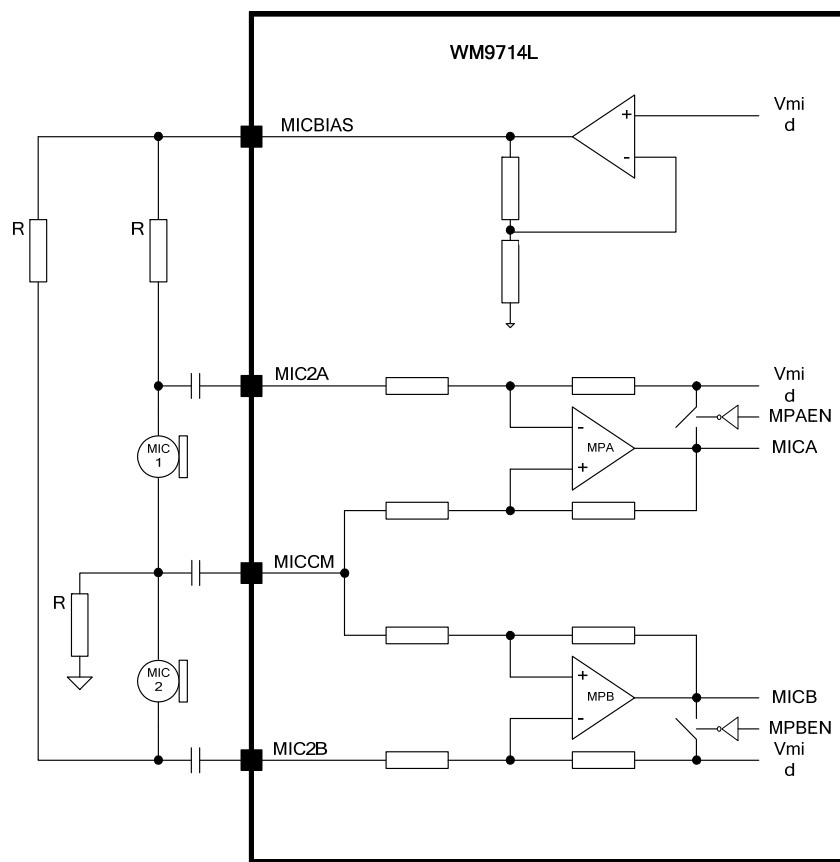 WM9714L
MICBIAS
+
-
Vmi
d
R
R
MIC2A
Vmi
d
MPAEN
-
MPA
+
MICA
MIC
1
MICCM
R
MIC
2
+
MPB
-
MICB
MPBEN
MIC2B
Vmi
d